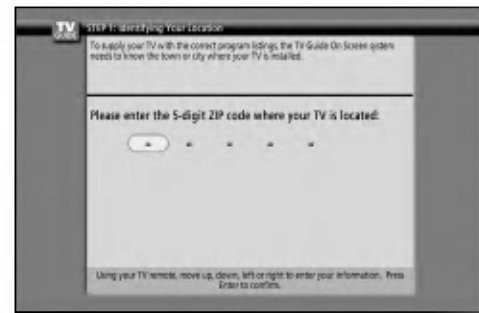 TV
GUIDE
STEP 1: Identifying Your Location
To supply your TV with the correct program listings, the TV Guide On Screen system
needs to know the town or city where your TV is installed.
Please enter the 5-digit ZIP code where your TV is located:
- - - - -
Using your TV remote, move up, down, left or right to enter your information. Press
Enter to confirm.